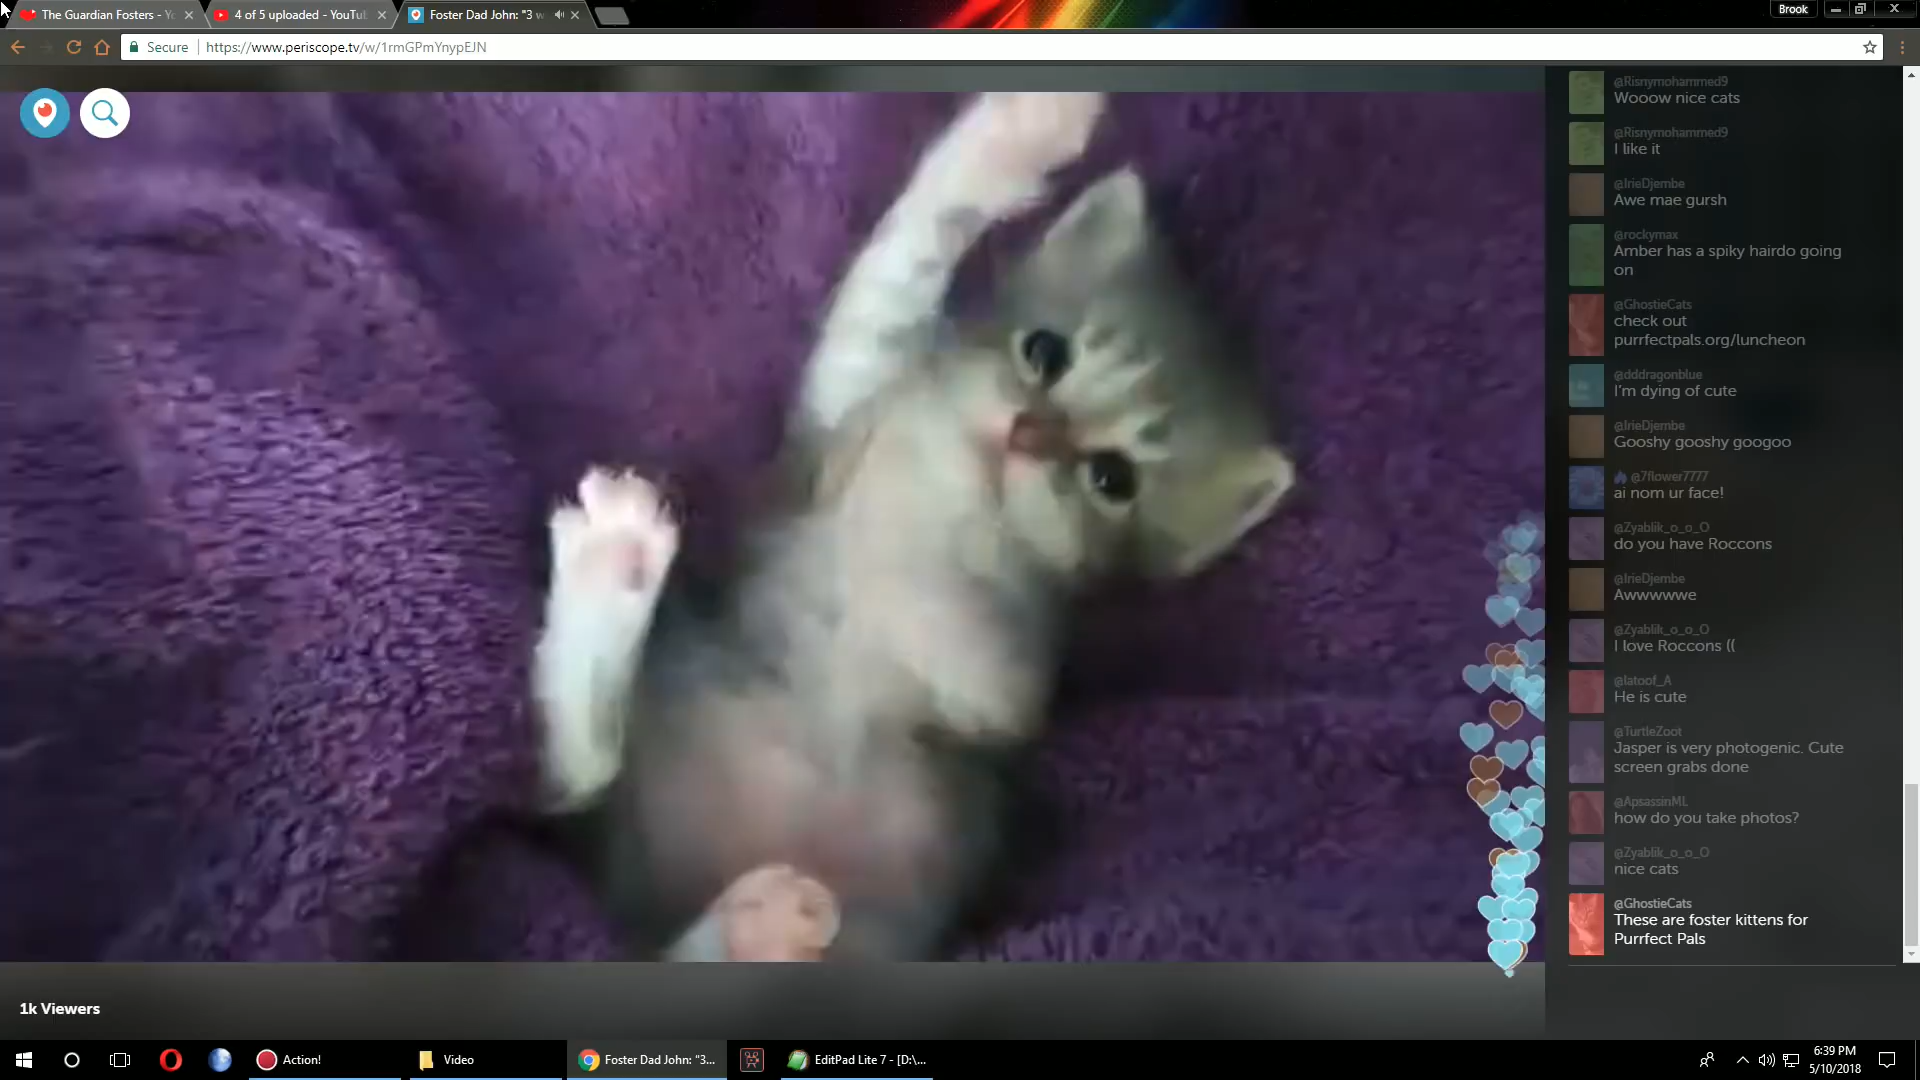 The Guardian Fosters - Yo
4 of 5 uploaded - YouTu
Foster Dad John: "3 w
Brook
Secure
https://www.periscope.tv/w/1rmGPmYnypEJN
@Risnymohammed9
Wooow nice cats
@Risnymohammed9
I like it
@IrieDjembe
Awe mae gursh
@rockymax
Amber has a spiky hairdo going
on
@GhostieCats
check out
purrfectpals.org/luncheon
@dddragonblue
I'm dying of cute
@IrieDjembe
Gooshy gooshy googoo
@7flower7777
ai nom ur face!
@Zyablik_o_o_O
do you have Roccons
@IrieDjembe
Awwwwwe
@Zyablik_o_o_O
I love Roccons ((
@latoof_A
He is cute
@TurtleZoot
Jasper is very photogenic. Cute
screen grabs done
@ApsassinML
how do you take photos?
@Zyablik_o_o_O
nice cats
@GhostieCats
These are foster kittens for
Purrfect Pals
1k Viewers
Action!
Video
Foster Dad John: "3...
EditPad Lite 7 - [D:\...
6:39 PM
5/10/2018